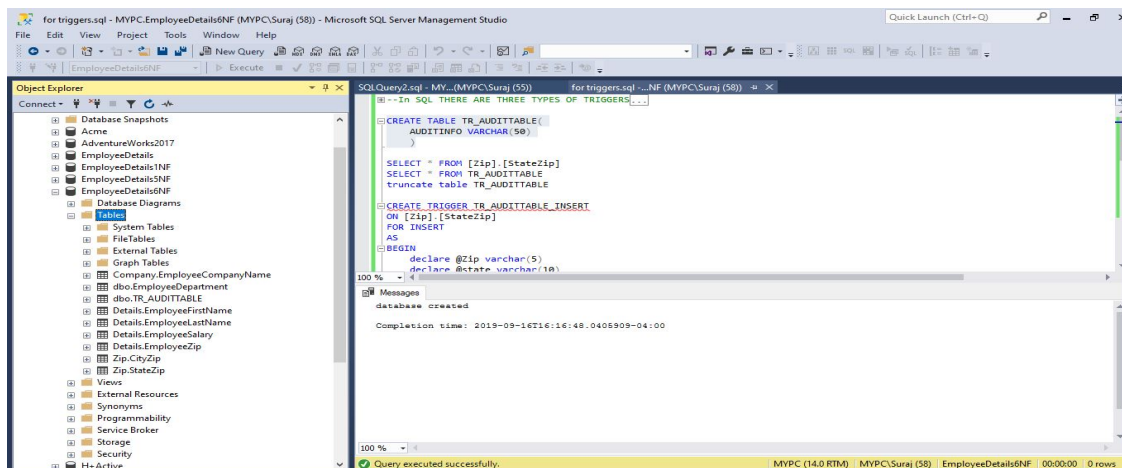 for triggers.sql - MYPC.EmployeeDetails6NF (MYPC\Suraj (58)) - Microsoft SQL Server Management Studio
Quick Launch (Ctrl+Q)
File Edit View Project Tools Window Help
New Query
EmployeeDetails6NF
Execute
Object Explorer
Connect
Database Snapshots
Acme
AdventureWorks2017
EmployeeDetails
EmployeeDetails1NF
EmployeeDetails5NF
EmployeeDetails6NF
Database Diagrams
Tables
System Tables
FileTables
External Tables
Graph Tables
Company.EmployeeCompanyName
dbo.EmployeeDepartment
dbo.TR_AUDITTABLE
Details.EmployeeFirstName
Details.EmployeeLastName
Details.EmployeeSalary
Details.EmployeeZip
Zip.CityZip
Zip.StateZip
Views
External Resources
Synonyms
Programmability
Service Broker
Storage
Security
H+Active
SQLQuery2.sql - MY...(MYPC\Suraj (55))
for triggers.sql -...NF (MYPC\Suraj (58))
--In SQL THERE ARE THREE TYPES OF TRIGGERS...
CREATE TABLE TR_AUDITTABLE(
AUDITINFO VARCHAR(50)
)
SELECT * FROM [Zip].[StateZip]
SELECT * FROM TR_AUDITTABLE
truncate table TR_AUDITTABLE
CREATE TRIGGER TR_AUDITTABLE_INSERT
ON [Zip].[StateZip]
FOR INSERT
AS
BEGIN
declare @Zip varchar(5)
declare @state varchar(10)
100 %
Messages
database created
Completion time: 2019-09-16T16:16:48.0405909-04:00
100 %
Query executed successfully.
MYPC (14.0 RTM) MYPC\Suraj (58) EmployeeDetails6NF 00:00:00 0 rows